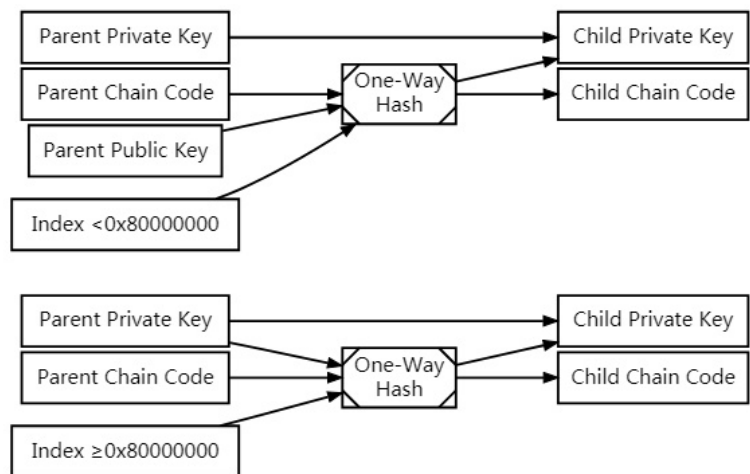 Parent Private Key
Child Private Key
Parent Chain Code
One-Way
Hash
Child Chain Code
Parent Public Key
Index <0x80000000
Parent Private Key
Child Private Key
Parent Chain Code
One-Way
Hash
Child Chain Code
Index ≥0x80000000